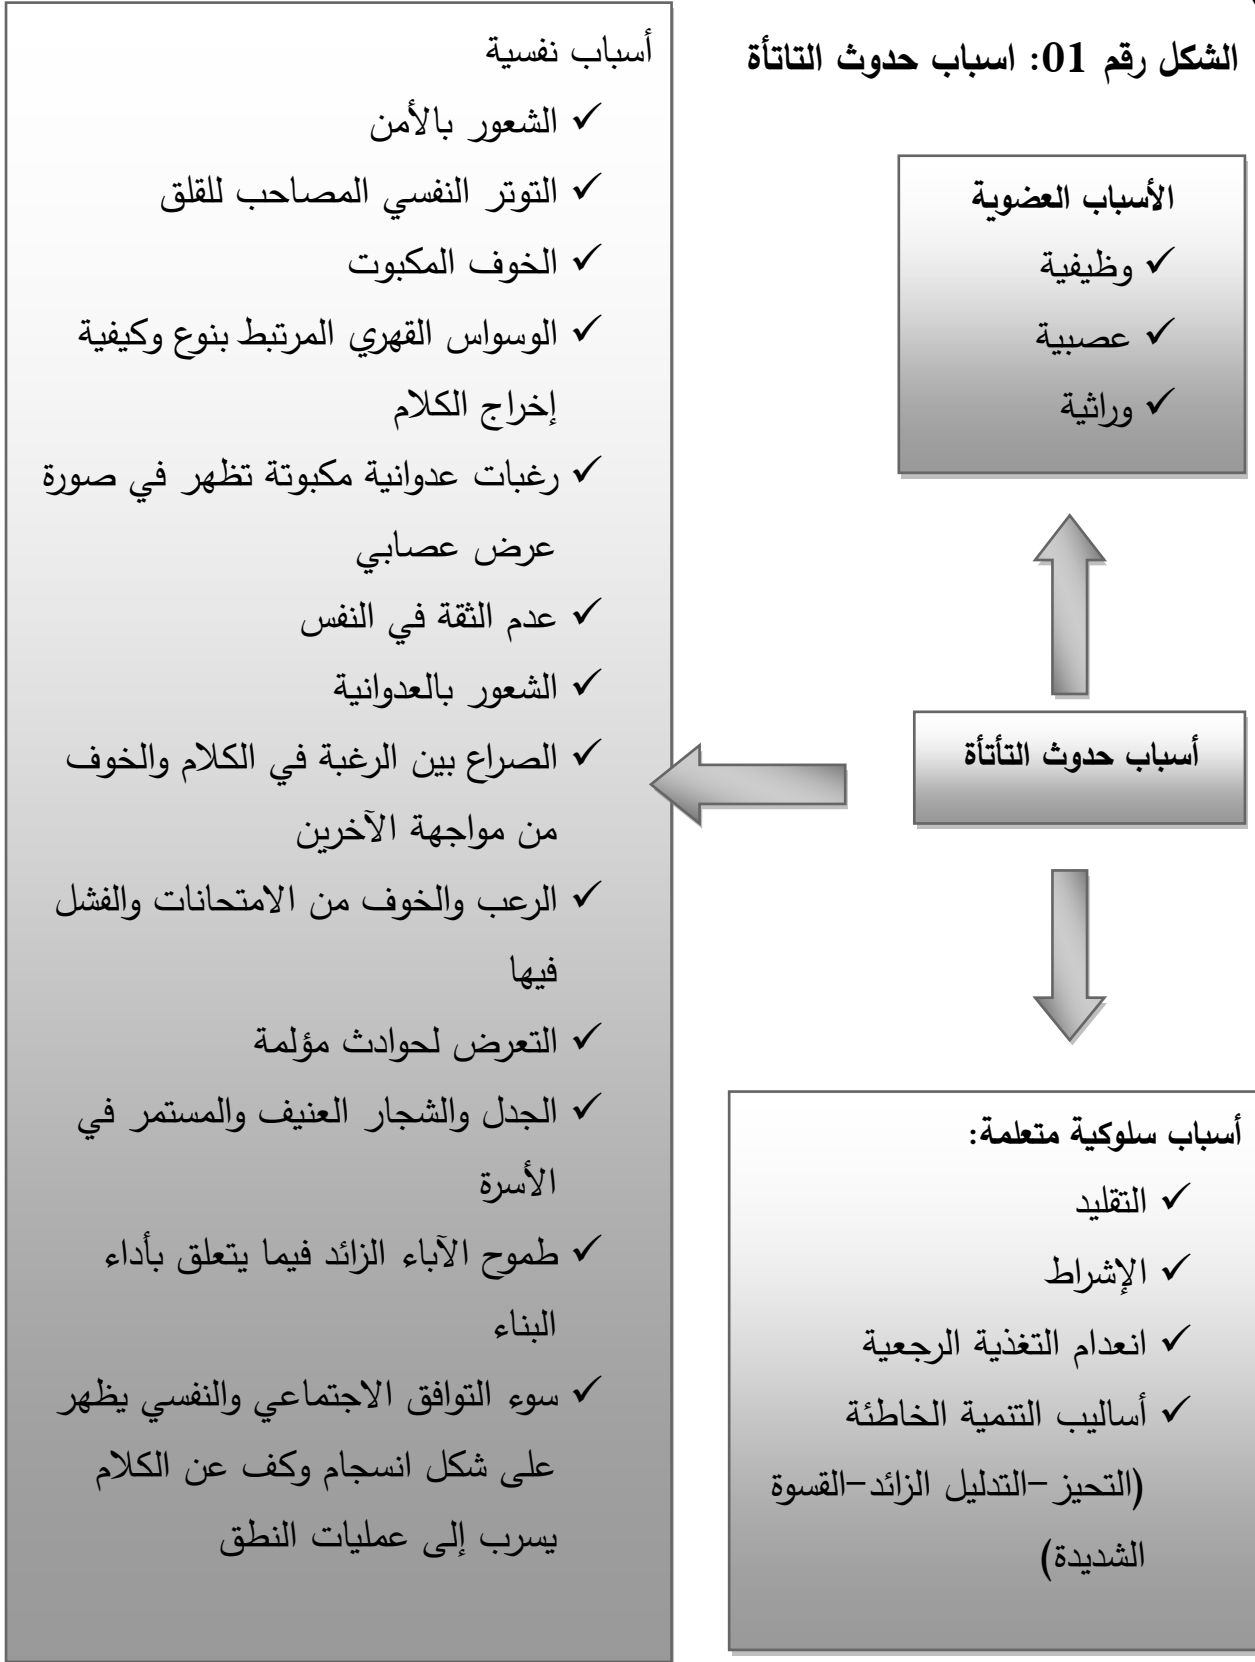 الشكل رقم 01: اسباب حدوث التاتأة
الأسباب العضوية
✓ وظيفية
✓ عصبية
✓ وراثية
أسباب حدوث التأتأة
أسباب نفسية
✓ الشعور بالأمن
✓ التوتر النفسي المصاحب للقلق
✓ الخوف المكبوت
✓ الوسواس القهري المرتبط بنوع وكيفية
إخراج الكلام
✓ رغبات عدوانية مكبوتة تظهر في صورة
عرض عصابي
✓ عدم الثقة في النفس
✓ الشعور بالعدوانية
✓ الصراع بين الرغبة في الكلام والخوف
من مواجهة الآخرين
✓ الرعب والخوف من الامتحانات والفشل
فيها
✓ التعرض لحوادث مؤلمة
✓ الجدل والشجار العنيف والمستمر في
الأسرة
✓ طموح الآباء الزائد فيما يتعلق بأداء
البناء
✓ سوء التوافق الاجتماعي والنفسي يظهر
على شكل انسجام وكف عن الكلام
يسرب إلى عمليات النطق
أسباب سلوكية متعلمة:
✓ التقليد
✓ الإشراط
✓ انعدام التغذية الرجعية
✓ أساليب التنمية الخاطئة
(التحيز –التدليل الزائد–القسوة
الشديدة)